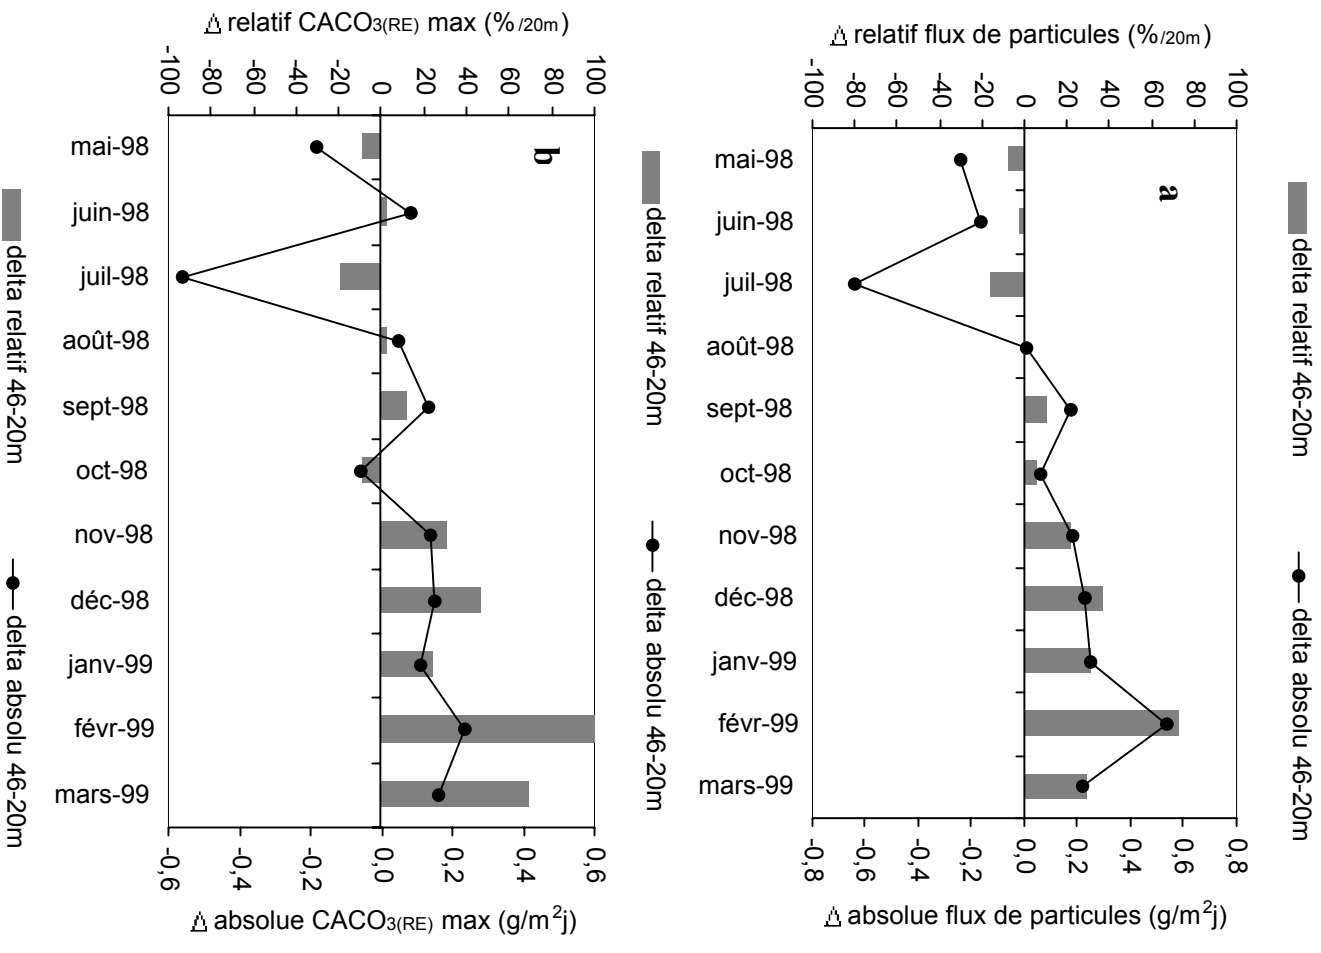 Δ relatif CACO3(RE) max (% /20m)
-100 -80 -60 -40 -20 0 20 40 60 80 100
b
mai-98
juin-98
juil-98
août-98
sept-98
oct-98
nov-98
déc-98
janv-99
févr-99
mars-99
-0,6 -0,4 -0,2 0,0 0,2 0,4 0,6
Δ absolue CACO3(RE) max (g/m2j)
delta relatif 46-20m
delta absolu 46-20m
Δ relatif flux de particules (%/20m)
-100 -80 -60 -40 -20 0 20 40 60 80 100
a
mai-98
juin-98
juil-98
août-98
sept-98
oct-98
nov-98
déc-98
janv-99
févr-99
mars-99
-0,8 -0,6 -0,4 -0,2 0,0 0,2 0,4 0,6 0,8
Δ absolue flux de particules (g/m2j)
delta relatif 46-20m
delta absolu 46-20m
delta relatif 46-20m
delta absolu 46-20m